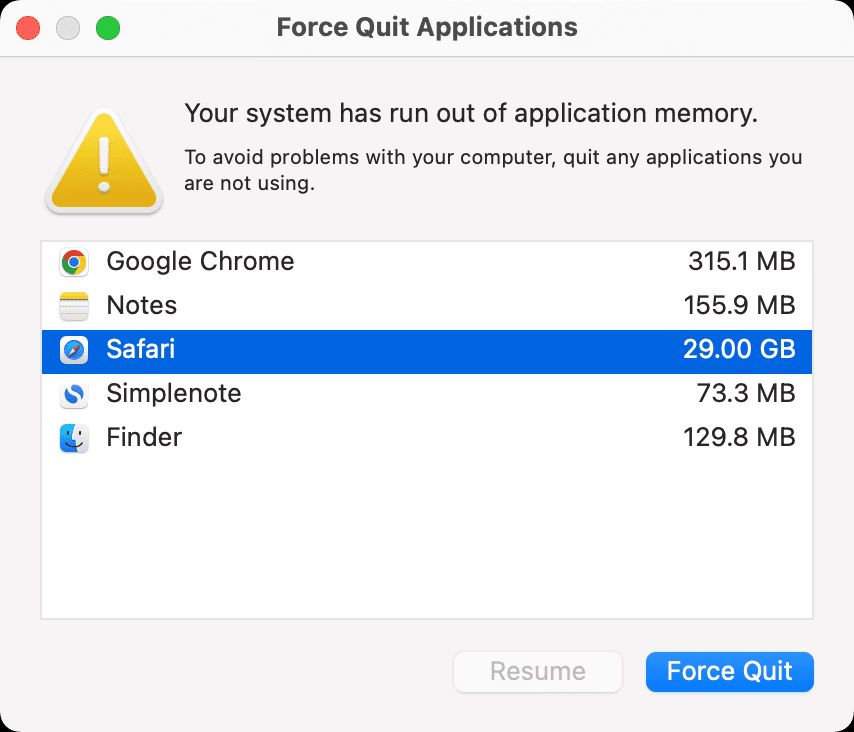 Force Quit Applications
Your system has run out of application memory.
To avoid problems with your computer, quit any applications you
are not using.
Google Chrome 315.1 MB
Notes 155.9 MB
Safari 29.00 GB
Simplenote 73.3 MB
Finder 129.8 MB
Resume Force Quit